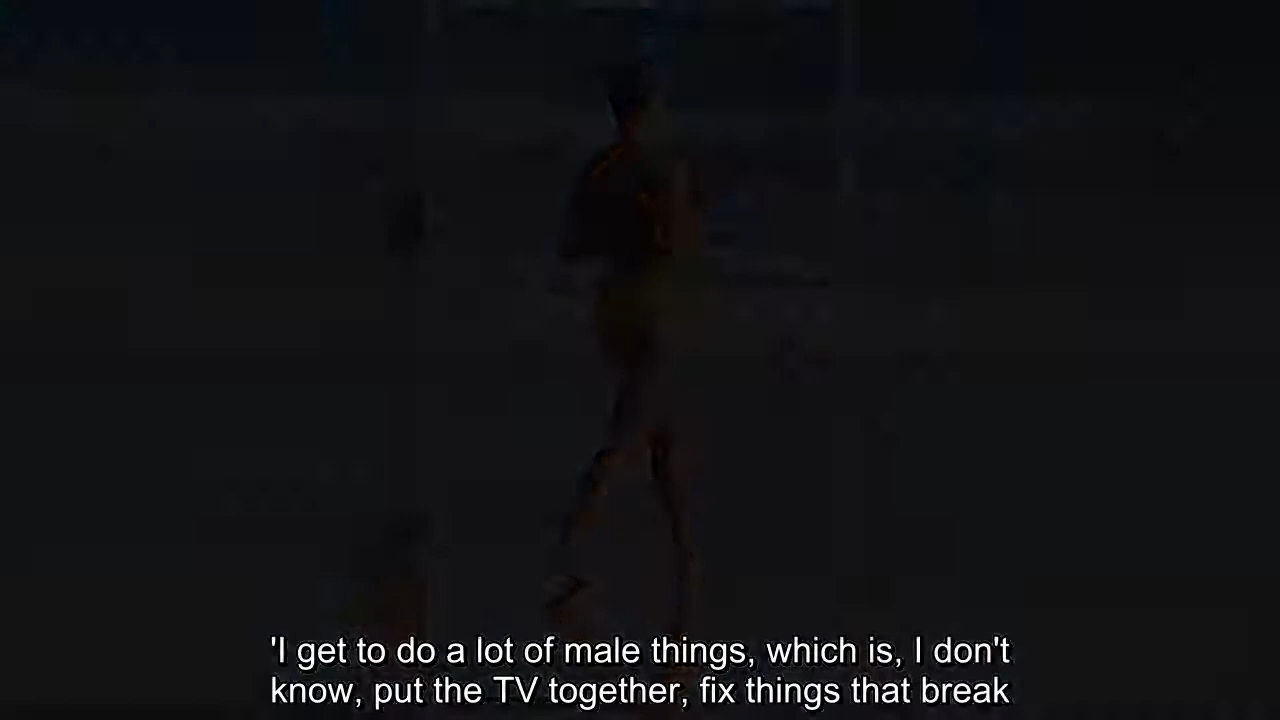 'I get to do a lot of male things, which is, I don't
know, put the TV together, fix things that break